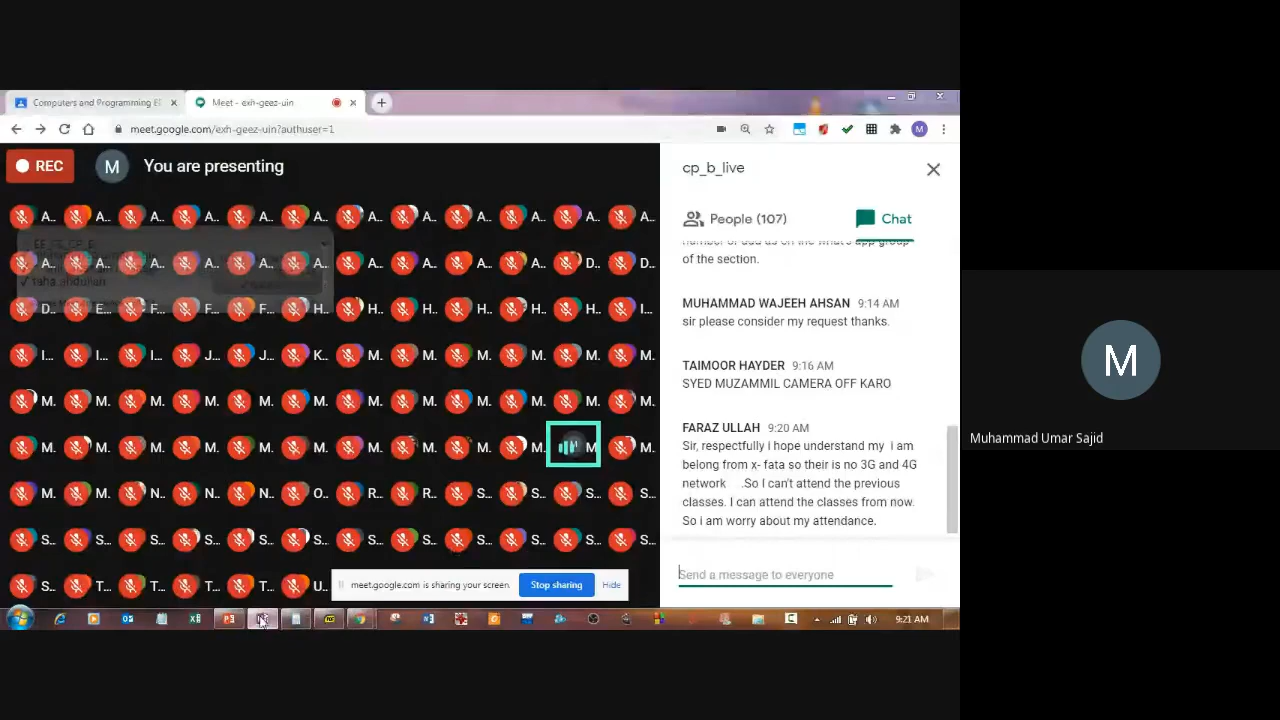 Computers and Programming EE
Meet - exh-geez-uin
meet.google.com/exh-geez-uin?authuser=1
M
REC
M
You are presenting
cp_b_live
People (107)
Chat
of the section.
MUHAMMAD WAJEEH AHSAN 9:14 AM
sir please consider my request thanks.
TAIMOOR HAYDER 9:16 AM
SYED MUZAMMIL CAMERA OFF KARO
FARAZ ULLAH 9:20 AM
Sir, respectfully i hope understand my i am
belong from x- fata so their is no 3G and 4G
network .So I can't attend the previous
classes. I can attend the classes from now.
So i am worry about my attendance.
Send a message to everyone
A.. A.. A.. A.. A.. A.. A.. A.. A.. A.. A.. A..
A.. A.. A.. A.. A.. A.. A.. A.. A.. A.. D.. D..
taha abdullah
D.. E.. F.. F.. F.. H.. H.. H.. H.. H.. H.. I...
I... I... I... J... J... K.. M. M. M. M. M. M.
M. M. M. M. M. M. M. M. M. M. M. M.
M. M. M. M. M. M. M. M. M. M. M M.
M. M. N.. N.. N.. O.. R... R... S... S... S... S...
S... S... S... S... S... S... S... S... S... S... S... S...
S... T... T... T... T... U..
meet.google.com is sharing your screen.
Stop sharing
Hide
9:21 AM
M
Muhammad Umar Sajid